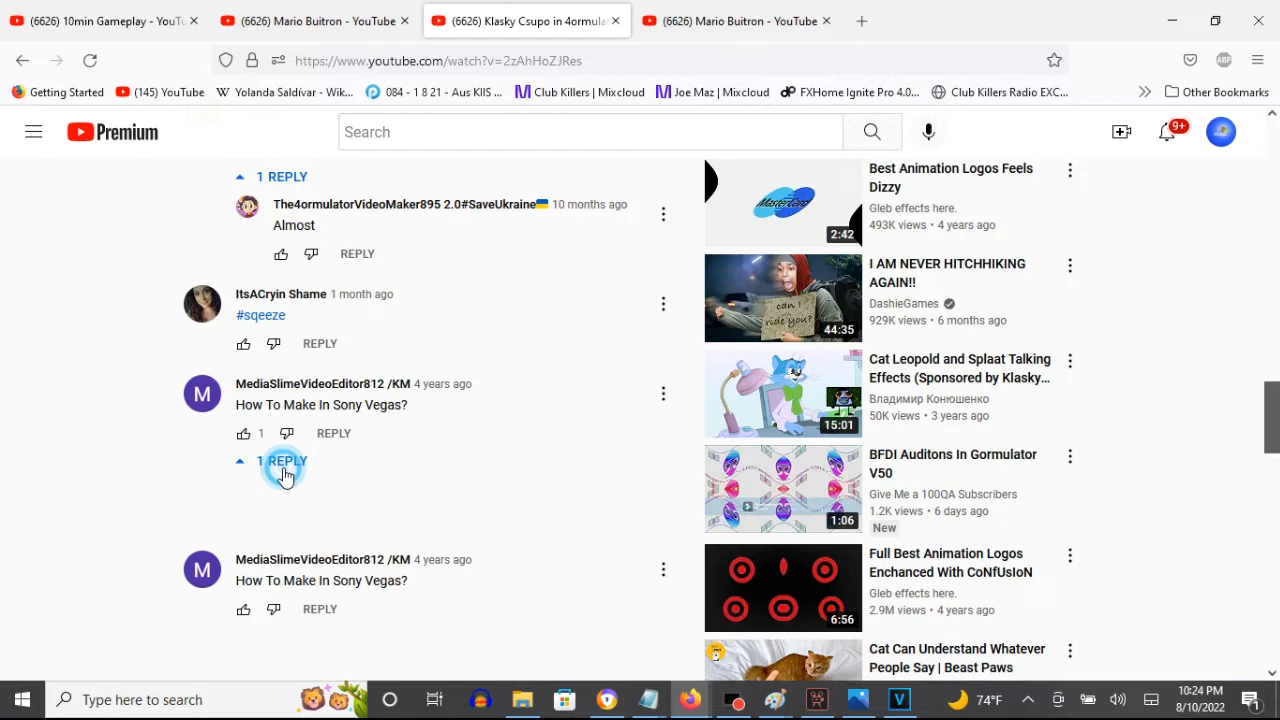 (6626) 10min Gameplay - YouTu
(6626) Mario Buitron - YouTube
(6626) Klasky Csupo in 4ormula
(6626) Mario Buitron - YouTube
https://www.youtube.com/watch?v=2zAhHoZJRes
ABP
Getting Started
(145) YouTube
Yolanda Saldívar - Wik...
084 - 1 8 21 - Aus KIIS ...
Club Killers | Mixcloud
Joe Maz | Mixcloud
FXHome Ignite Pro 4.0...
Club Killers Radio EXC...
Other Bookmarks
Premium
Search
9+
1 REPLY
The4ormulatorVideoMaker895 2.0#SaveUkraine 10 months ago
Almost
REPLY
ItsACryin Shame 1 month ago
#sqeeze
REPLY
MediaSlimeVideoEditor812 /KM 4 years ago
How To Make In Sony Vegas?
1 REPLY
1 REPLY
M
MediaSlimeVideoEditor812 /KM 4 years ago
How To Make In Sony Vegas?
REPLY
M
MasterCard
2:42
Best Animation Logos Feels
Dizzy
Gleb effects here.
493K views • 4 years ago
can I
ride you?
44:35
I AM NEVER HITCHHIKING
AGAIN!!
DashieGames
929K views • 6 months ago
15:01
Cat Leopold and Splaat Talking
Effects (Sponsored by Klasky...
Владимир Конюшенко
50K views • 3 years ago
1:06
BFDI Auditons In Gormulator
V50
Give Me a 100QA Subscribers
1.2K views • 6 days ago
New
6:56
Full Best Animation Logos
Enchanced With CoNfUsIoN
Gleb effects here.
2.9M views • 4 years ago
Cat Can Understand Whatever
People Say | Beast Paws
Type here to search
74°F
10:24 PM
8/10/2022